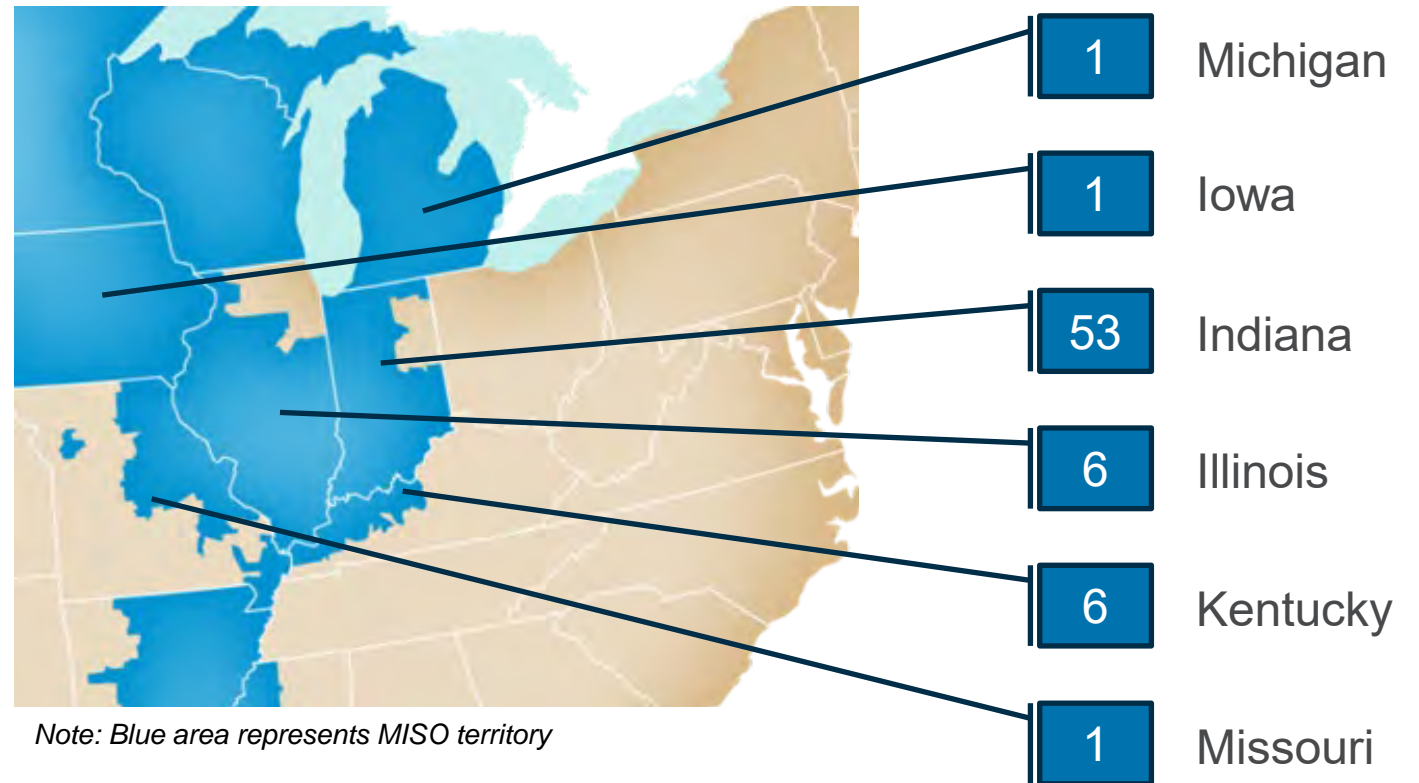 1 Michigan
1 Iowa
53 Indiana
6 Illinois
6 Kentucky
1 Missouri
Note: Blue area represents MISO territory